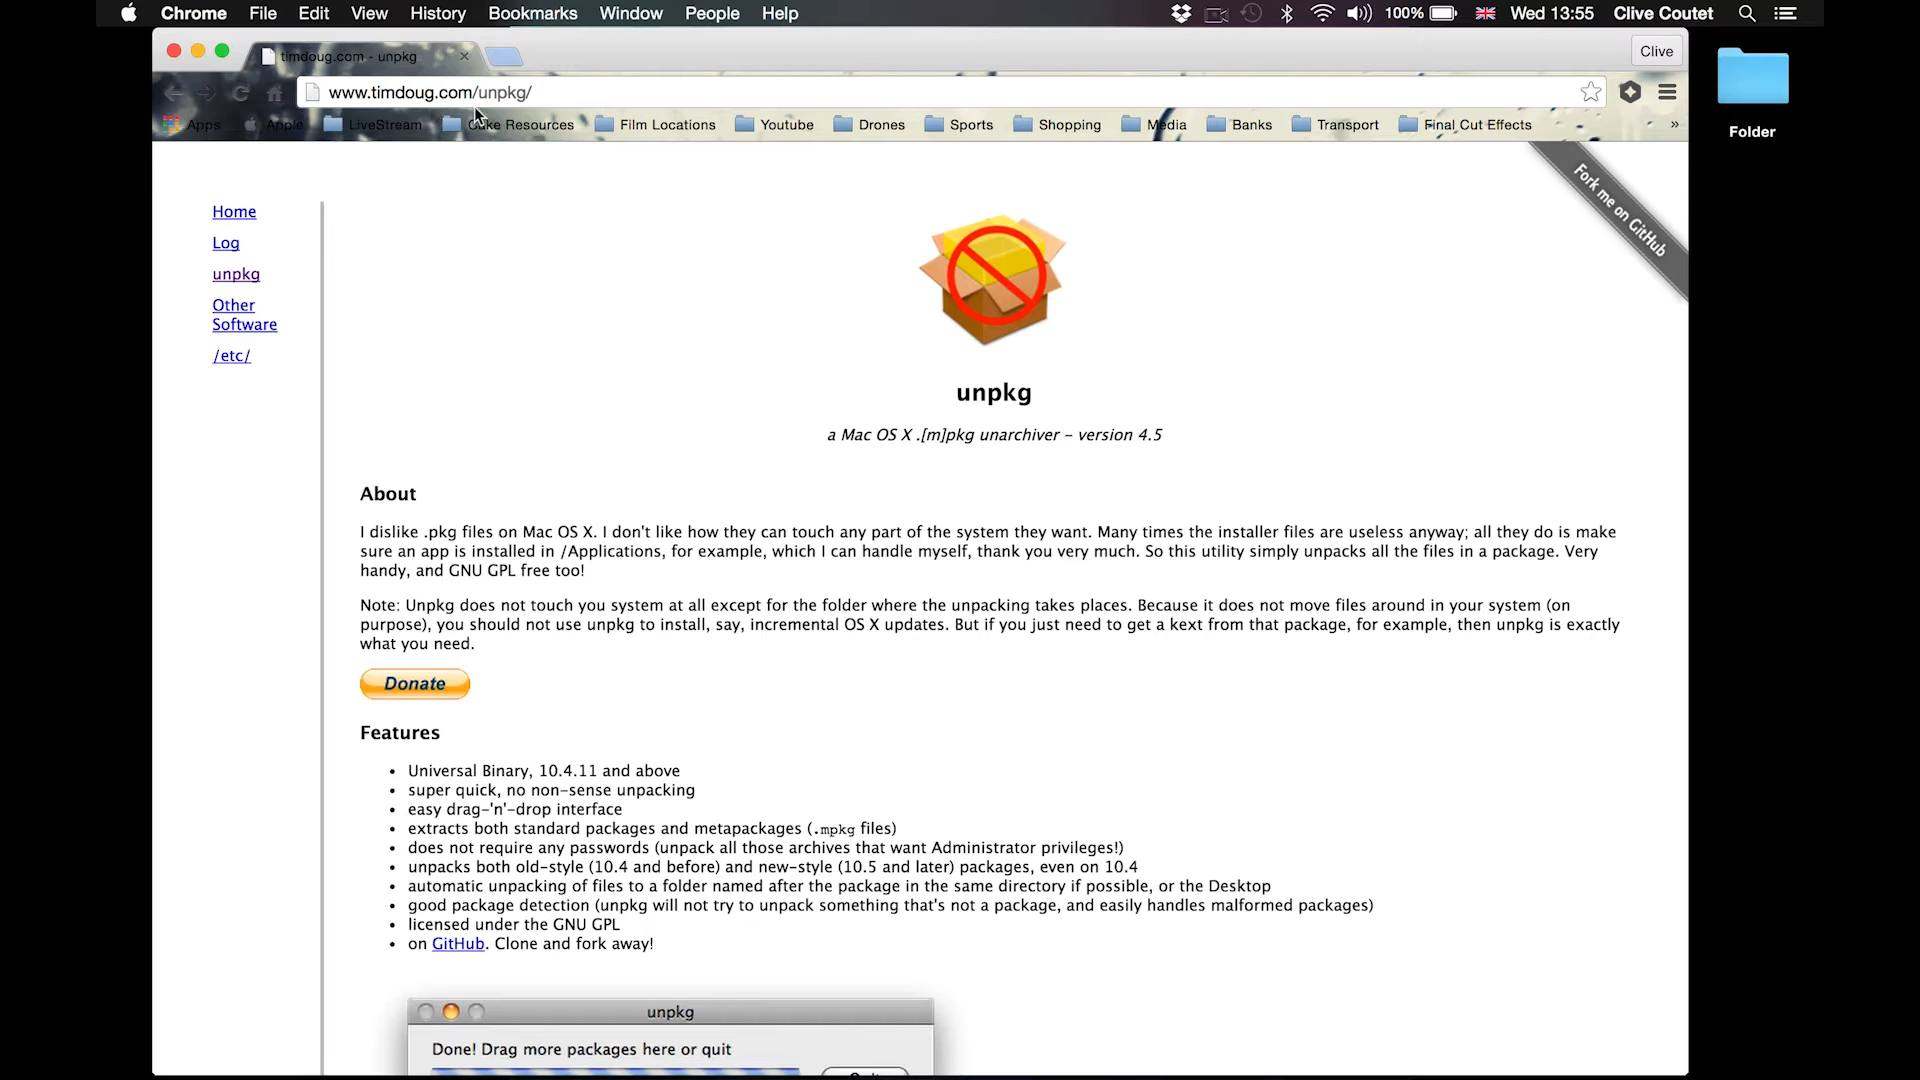 Chrome File Edit View History Bookmarks Window People Help 100% Wed 13:55 Clive Coutet
timdoug.com - unpkg
Clive
www.timdoug.com/unpkg/
Apps Apple LiveStream Cake Resources Film Locations Youtube Drones Sports Shopping Media Banks Transport Final Cut Effects »
Folder
Fork me on GitHub
Home
Log
unpkg
Other
Software
/etc/
unpkg
a Mac OS X .[m]pkg unarchiver – version 4.5
About
I dislike .pkg files on Mac OS X. I don't like how they can touch any part of the system they want. Many times the installer files are useless anyway; all they do is make
sure an app is installed in /Applications, for example, which I can handle myself, thank you very much. So this utility simply unpacks all the files in a package. Very
handy, and GNU GPL free too!
Note: Unpkg does not touch you system at all except for the folder where the unpacking takes places. Because it does not move files around in your system (on
purpose), you should not use unpkg to install, say, incremental OS X updates. But if you just need to get a kext from that package, for example, then unpkg is exactly
what you need.
Donate
Features
• Universal Binary, 10.4.11 and above
• super quick, no non-sense unpacking
• easy drag-'n'-drop interface
• extracts both standard packages and metapackages (.mpkg files)
• does not require any passwords (unpack all those archives that want Administrator privileges!)
• unpacks both old-style (10.4 and before) and new-style (10.5 and later) packages, even on 10.4
• automatic unpacking of files to a folder named after the package in the same directory if possible, or the Desktop
• good package detection (unpkg will not try to unpack something that's not a package, and easily handles malformed packages)
• licensed under the GNU GPL
• on GitHub. Clone and fork away!
unpkg
Done! Drag more packages here or quit